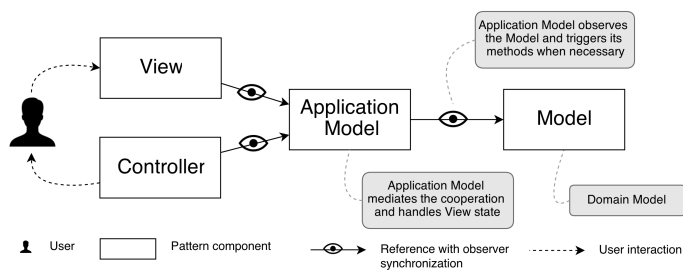 Application Model observes
the Model and triggers its
methods when necessary
View
Application
Model
Model
Controller
Application Model
mediates the cooperation
and handles View state
Domain Model
User
Pattern component
Reference with observer
synchronization
User interaction